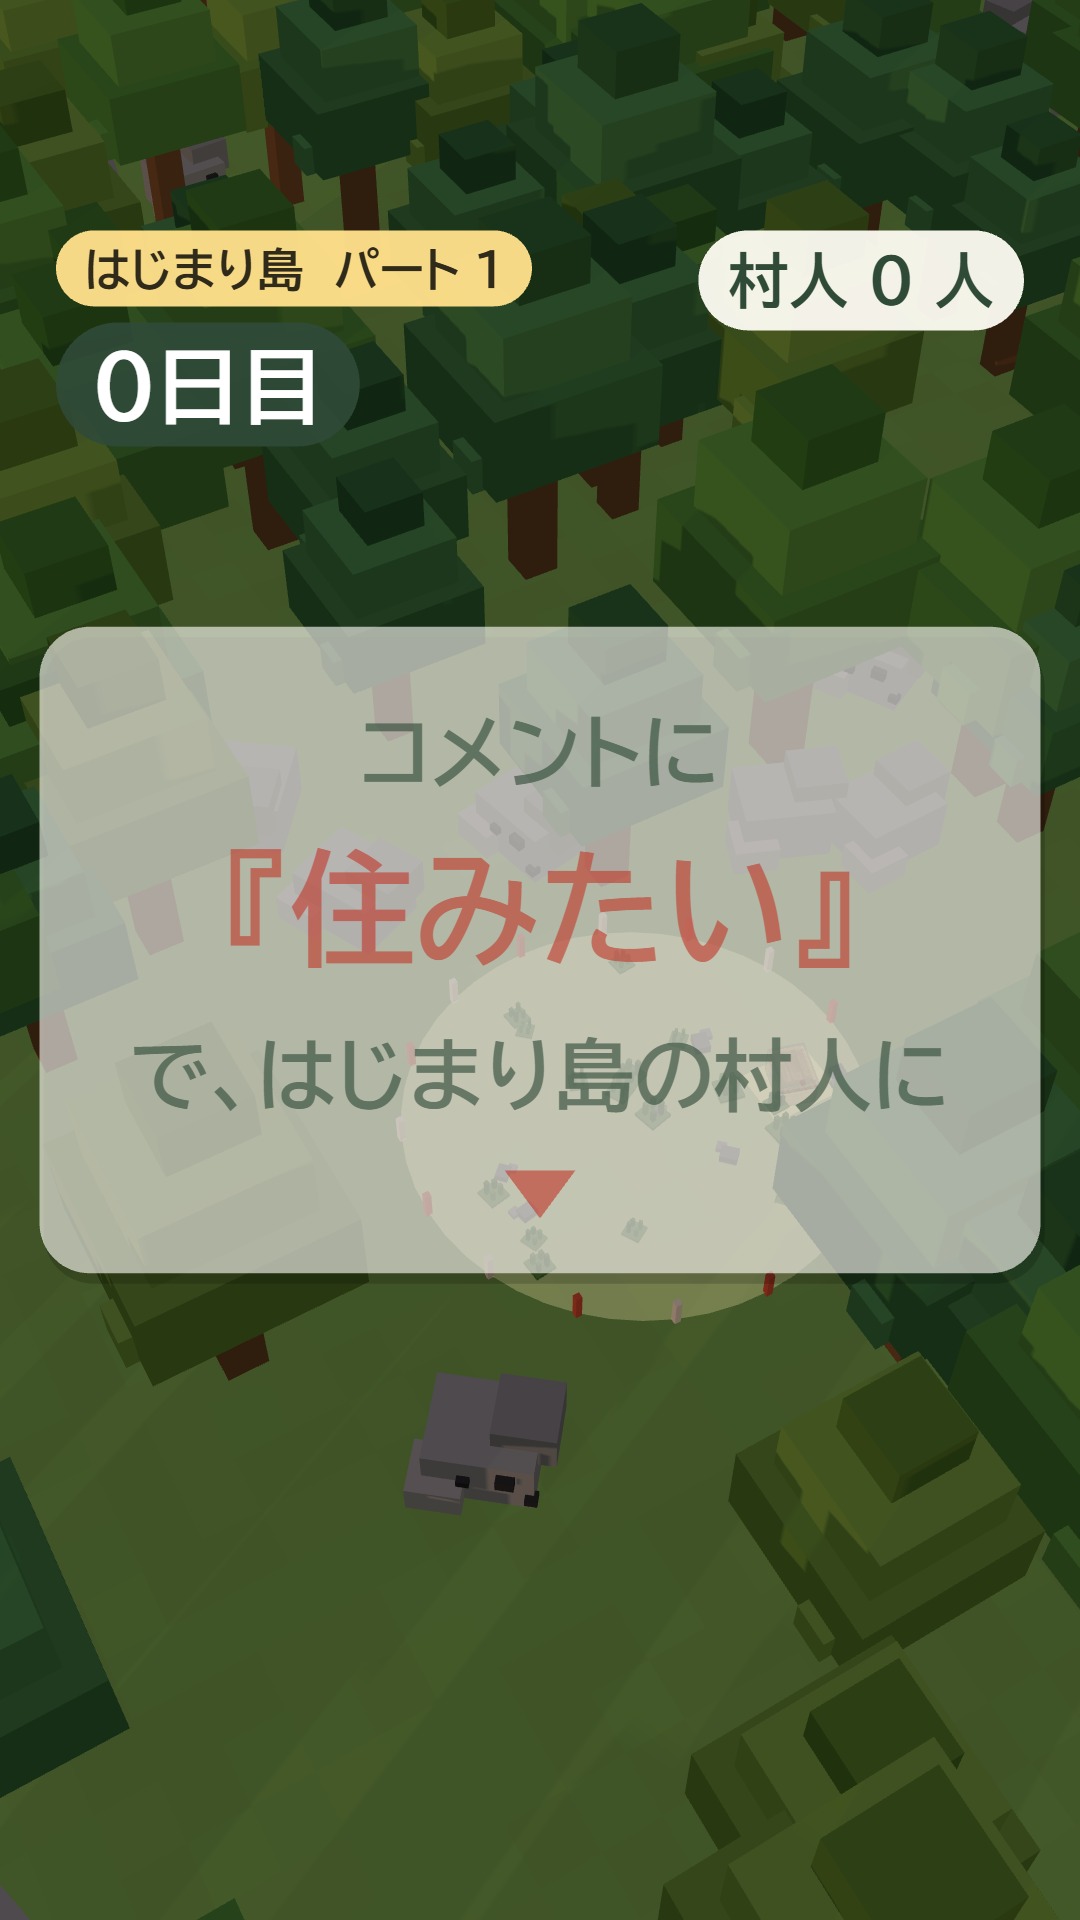 はじまり島 パート 1
村人 0 人
0日目
コメントに
『住みたい』
で、はじまり島の村人に